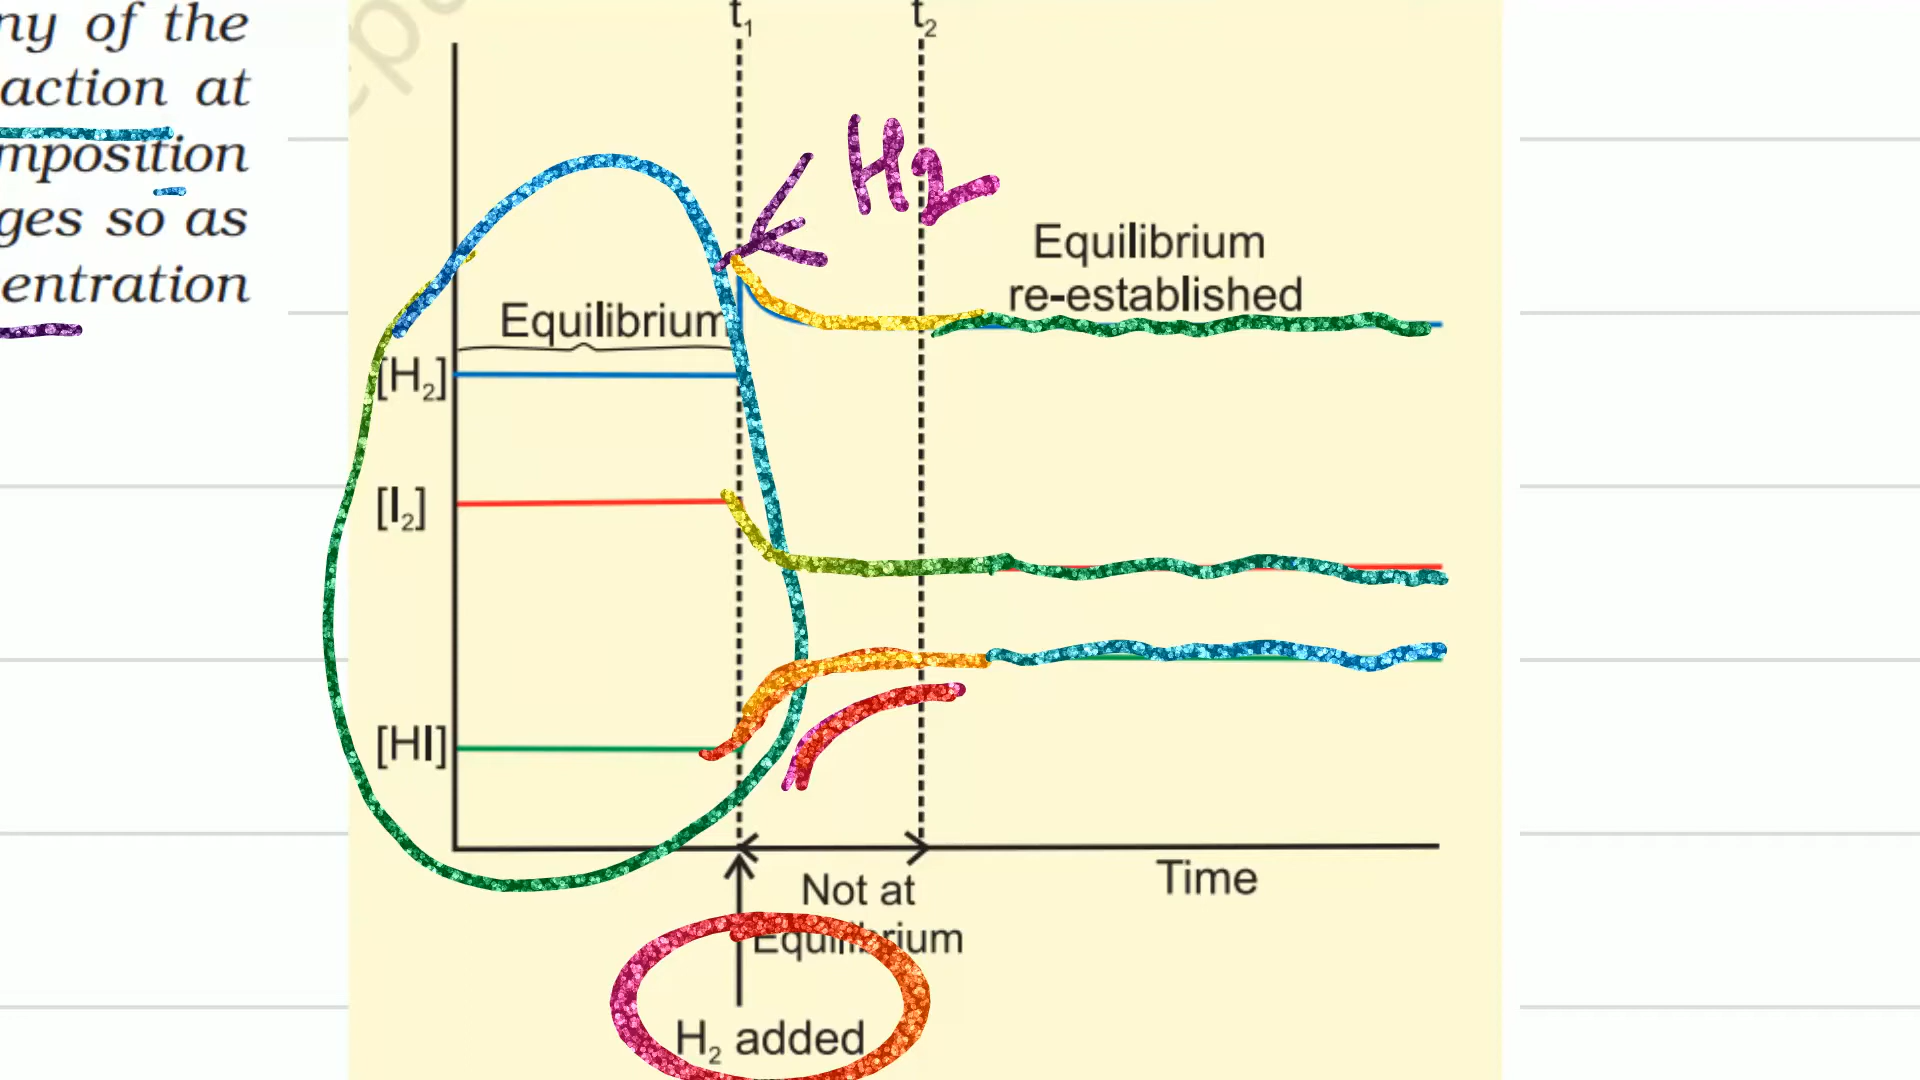 ny of the
action at
mposition
ges so as
entration
t₁
t₂
H2
Equilibrium
re-established
Equilibrium
[H₂]
[I₂]
[HI]
Not at
Equilibrium
Time
H₂ added